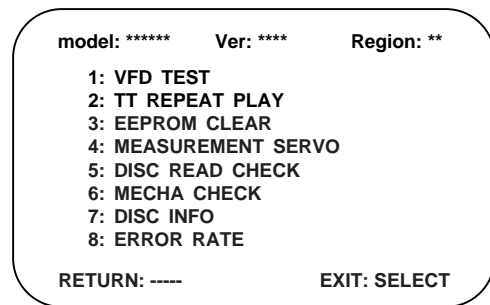 model: ****** Ver: **** Region: **
1: VFD TEST
2: TT REPEAT PLAY
3: EEPROM CLEAR
4: MEASUREMENT SERVO
5: DISC READ CHECK
6: MECHA CHECK
7: DISC INFO
8: ERROR RATE
RETURN: ----- EXIT: SELECT